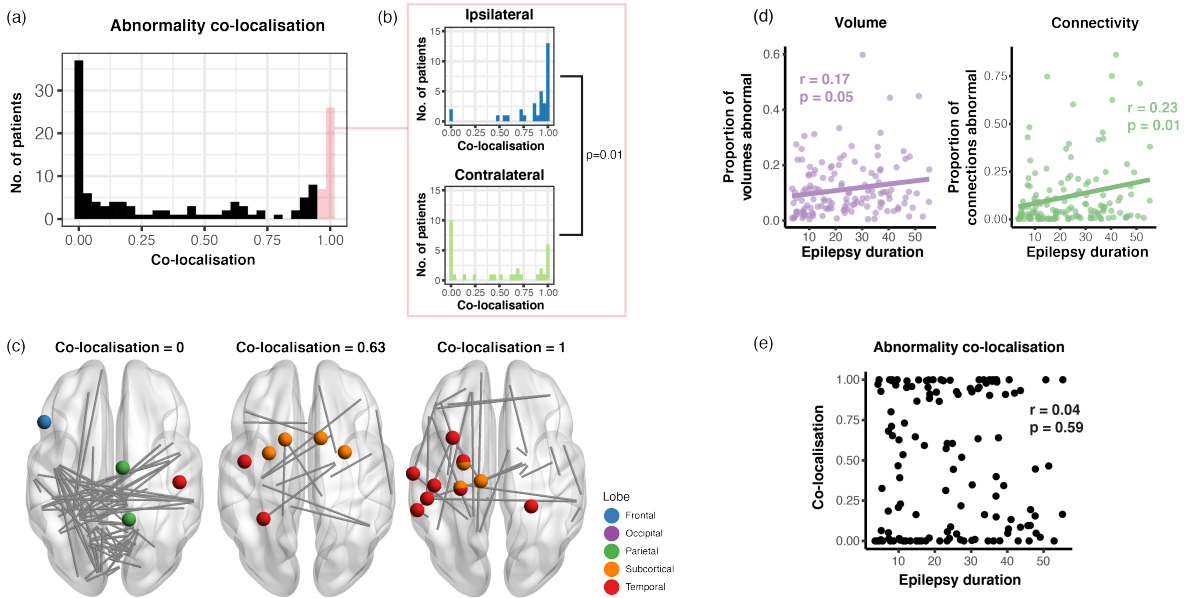 (a)
Abnormality co-localisation
No. of patients
30
20
10
0
0.00 0.25 0.50 0.75 1.00
Co-localisation
(b)
Ipsilateral
No. of patients
15
10
5
0
0.00 0.25 0.50 0.75 1.00
Co-localisation
p=0.01
Contralateral
No. of patients
15
10
5
0
0.00 0.25 0.50 0.75 1.00
Co-localisation
(c)
Co-localisation = 0
Co-localisation = 0.63
Co-localisation = 1
Lobe
Frontal
Occipital
Parietal
Subcortical
Temporal
(d)
Volume
Proportion of
volumes abnormal
0.6
0.4
0.2
0.0
r = 0.17
p = 0.05
10 20 30 40 50
Epilepsy duration
Connectivity
Proportion of
connections abnormal
0.75
0.50
0.25
0.00
r = 0.23
p = 0.01
10 20 30 40 50
Epilepsy duration
(e)
Abnormality co-localisation
Co-localisation
1.00
0.75
0.50
0.25
0.00
r = 0.04
p = 0.59
10 20 30 40 50
Epilepsy duration